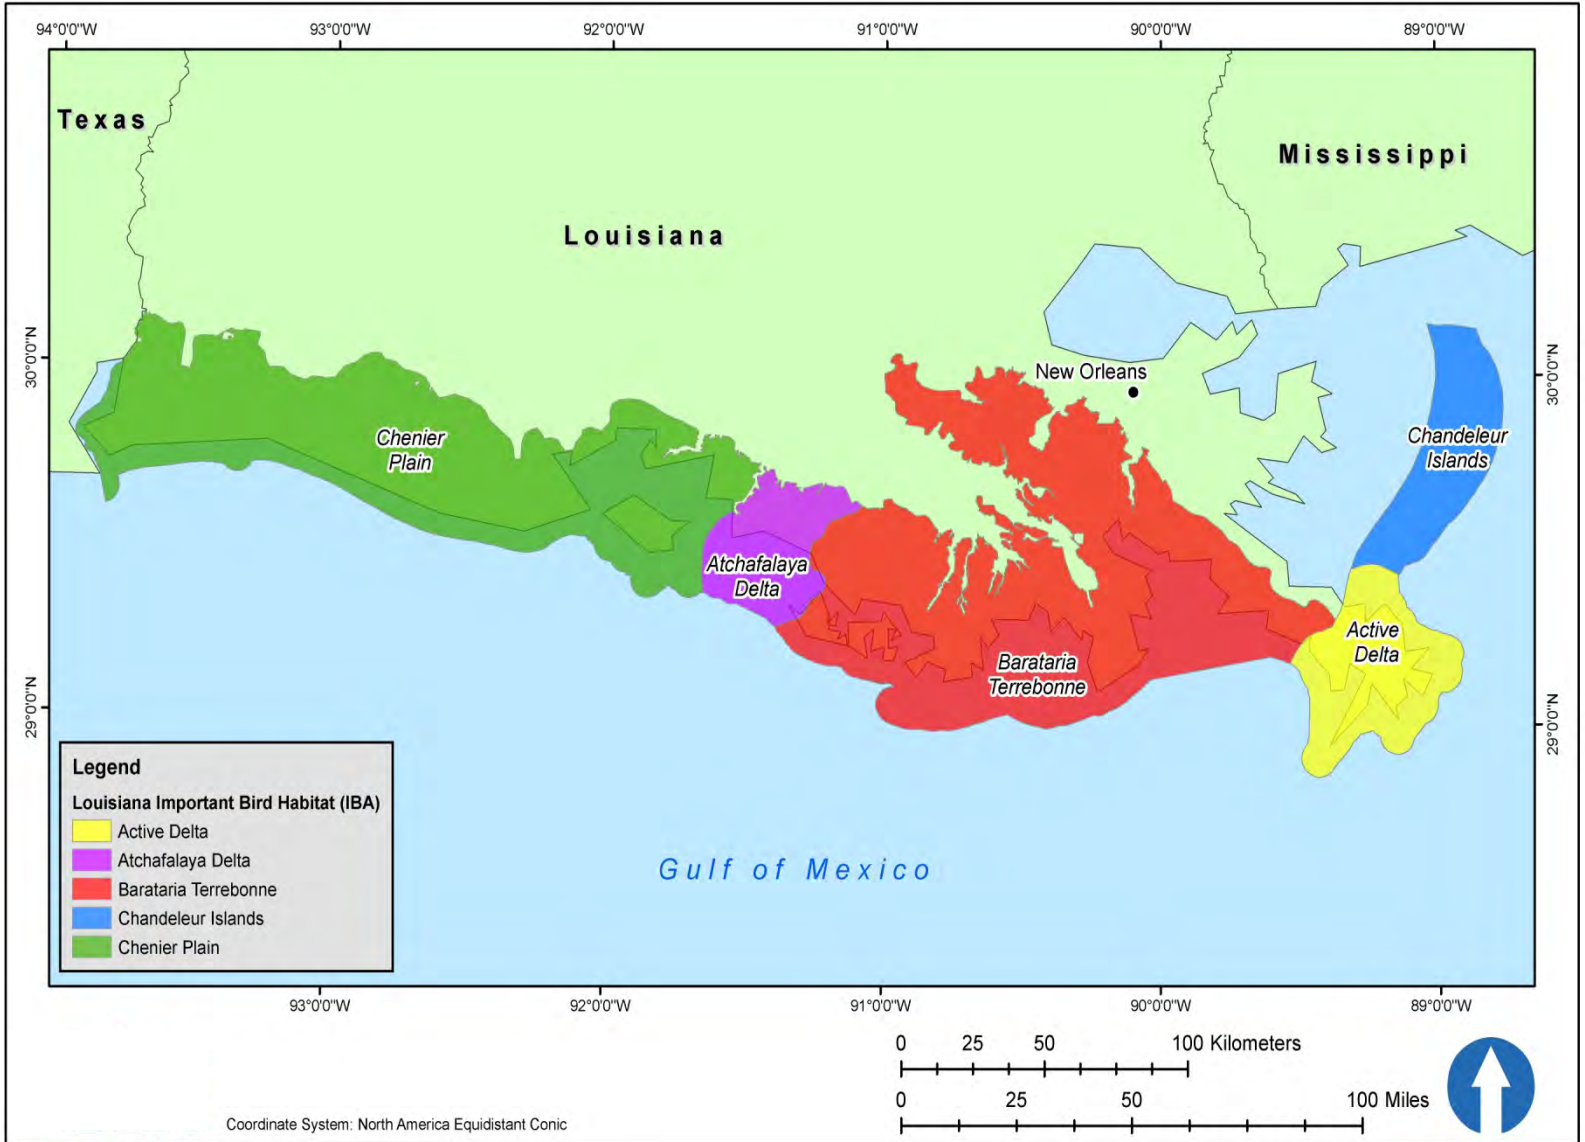 94°0'0"W 93°0'0"W 92°0'0"W 91°0'0"W 90°0'0"W 89°0'0"W
Texas
Mississippi
Louisiana
30°0'0"N
30°0'0"N
New Orleans
Chenier
Plain
Chandeleur
Islands
Atchafalaya
Delta
Active
Delta
Barataria
Terrebonne
29°0'0"N
29°0'0"N
Legend
Louisiana Important Bird Habitat (IBA)
Active Delta
Atchafalaya Delta
Barataria Terrebonne
Chandeleur Islands
Chenier Plain
Gulf of Mexico
93°0'0"W 92°0'0"W 91°0'0"W 90°0'0"W 89°0'0"W
0 25 50 100 Kilometers
0 25 50 100 Miles
Coordinate System: North America Equidistant Conic